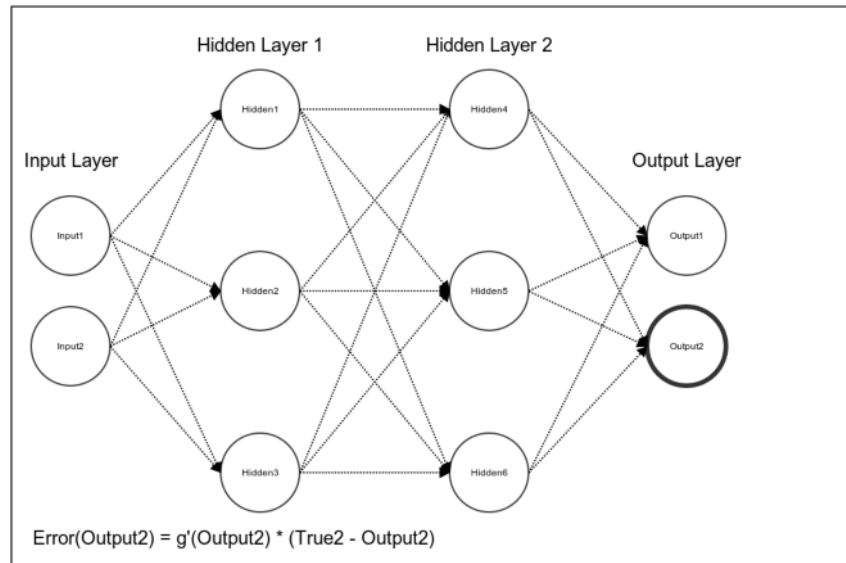 Hidden Layer 1
Hidden Layer 2
Hidden1
Hidden4
Input Layer
Output Layer
Input1
Output1
Hidden2
Hidden5
Input2
Output2
Hidden3
Hidden6
Error(Output2) = g'(Output2) * (True2 - Output2)